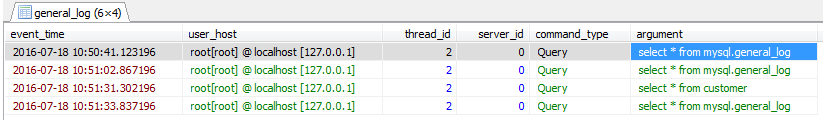 general_log (6×4)
event_time user_host thread_id server_id command_type argument
2016-07-18 10:50:41.123196 root[root] @ localhost [127.0.0.1] 2 0 Query select * from mysql.general_log
2016-07-18 10:51:02.867196 root[root] @ localhost [127.0.0.1] 2 0 Query select * from mysql.general_log
2016-07-18 10:51:31.302196 root[root] @ localhost [127.0.0.1] 2 0 Query select * from customer
2016-07-18 10:51:33.837196 root[root] @ localhost [127.0.0.1] 2 0 Query select * from mysql.general_log